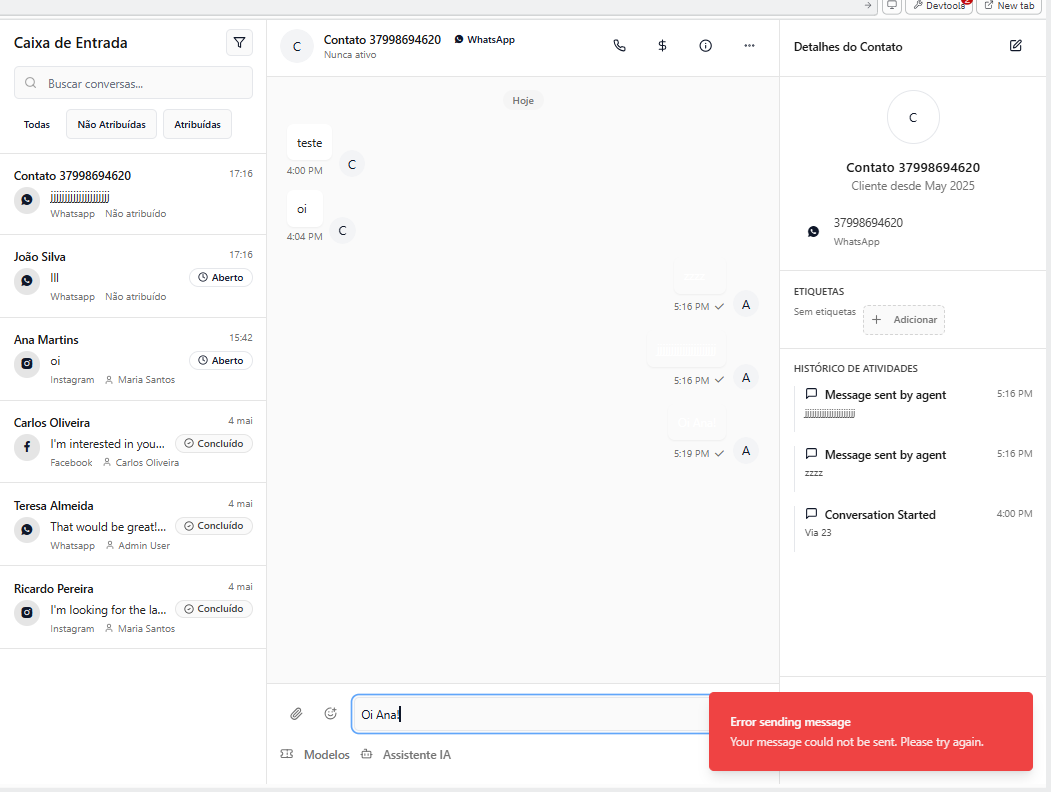 Devtools
New tab
Caixa de Entrada
Buscar conversas...
Todas
Não Atribuídas
Atribuídas
Contato 37998694620
17:16
Whatsapp
Não atribuído
João Silva
17:16
lll
Aberto
Whatsapp
Não atribuído
Ana Martins
15:42
oi
Aberto
Instagram
Maria Santos
Carlos Oliveira
4 mai
I'm interested in you...
Concluído
Facebook
Carlos Oliveira
Teresa Almeida
4 mai
That would be great!...
Concluído
Whatsapp
Admin User
Ricardo Pereira
4 mai
I'm looking for the la...
Concluído
Instagram
Maria Santos
C
Contato 37998694620
WhatsApp
Nunca ativo
Hoje
teste
4:00 PM
C
oi
4:04 PM
C
5:16 PM
A
5:16 PM
A
Oi Ana!
5:19 PM
A
Oi Ana!
Modelos
Assistente IA
Detalhes do Contato
C
Contato 37998694620
Cliente desde May 2025
37998694620
WhatsApp
ETIQUETAS
Sem etiquetas
Adicionar
HISTÓRICO DE ATIVIDADES
Message sent by agent
5:16 PM
Message sent by agent
5:16 PM
zzzz
Conversation Started
4:00 PM
Via 23
Error sending message
Your message could not be sent. Please try again.